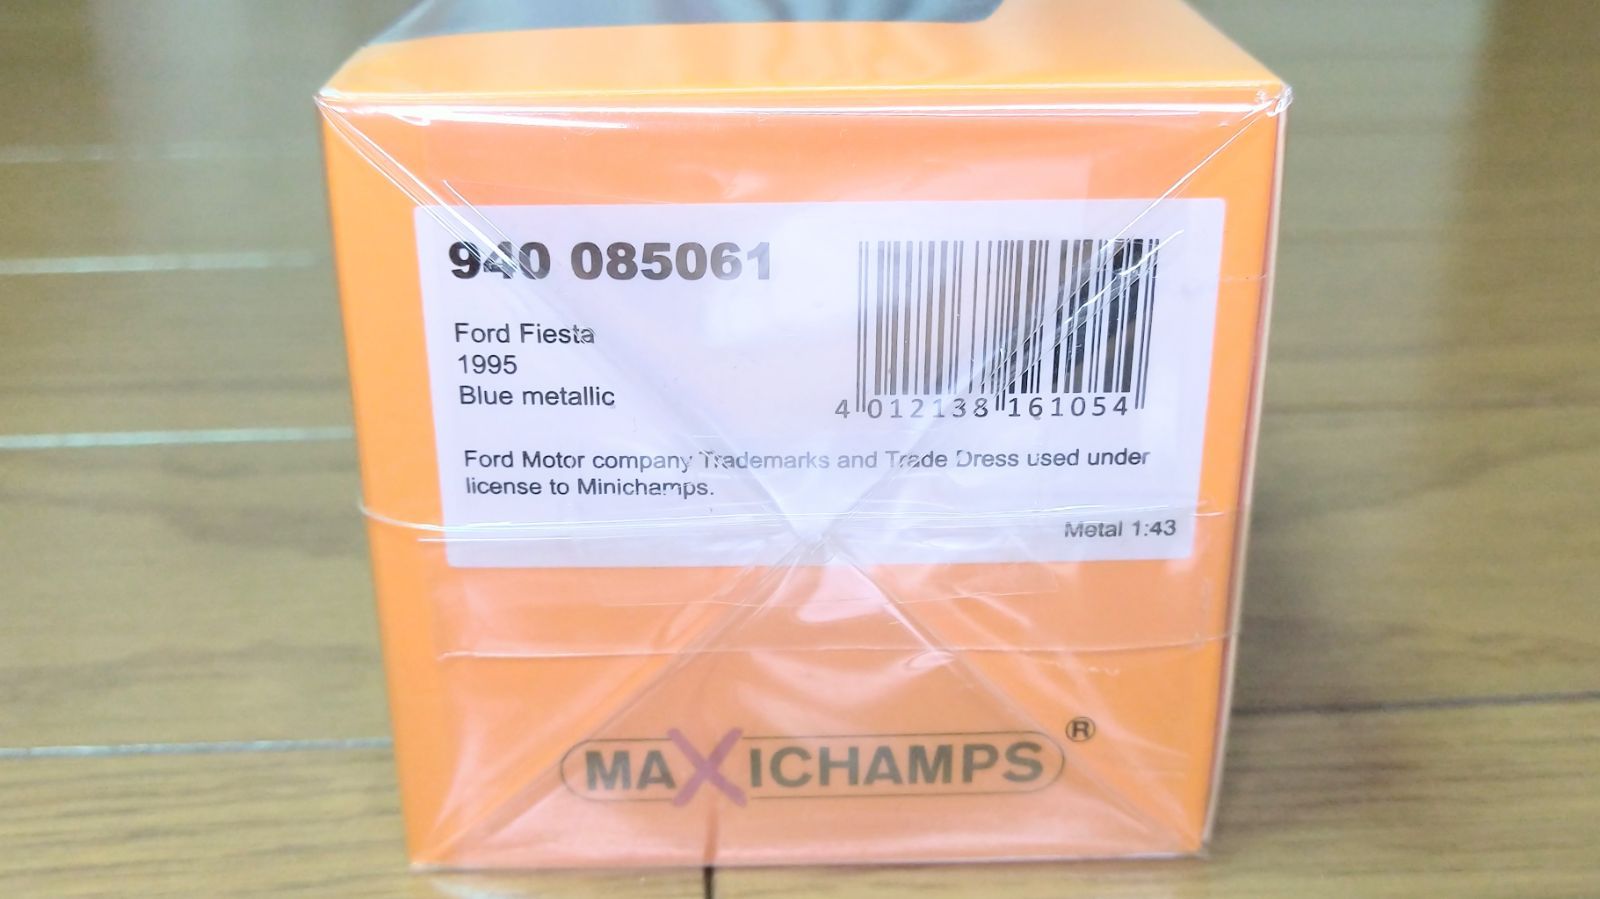 940 085061
Ford Fiesta
1995
Blue metallic
4 012138 161054
Ford Motor company Trademarks and Trade Dress used under
license to Minichamps.
Metal 1:43
MAXICHAMPS®